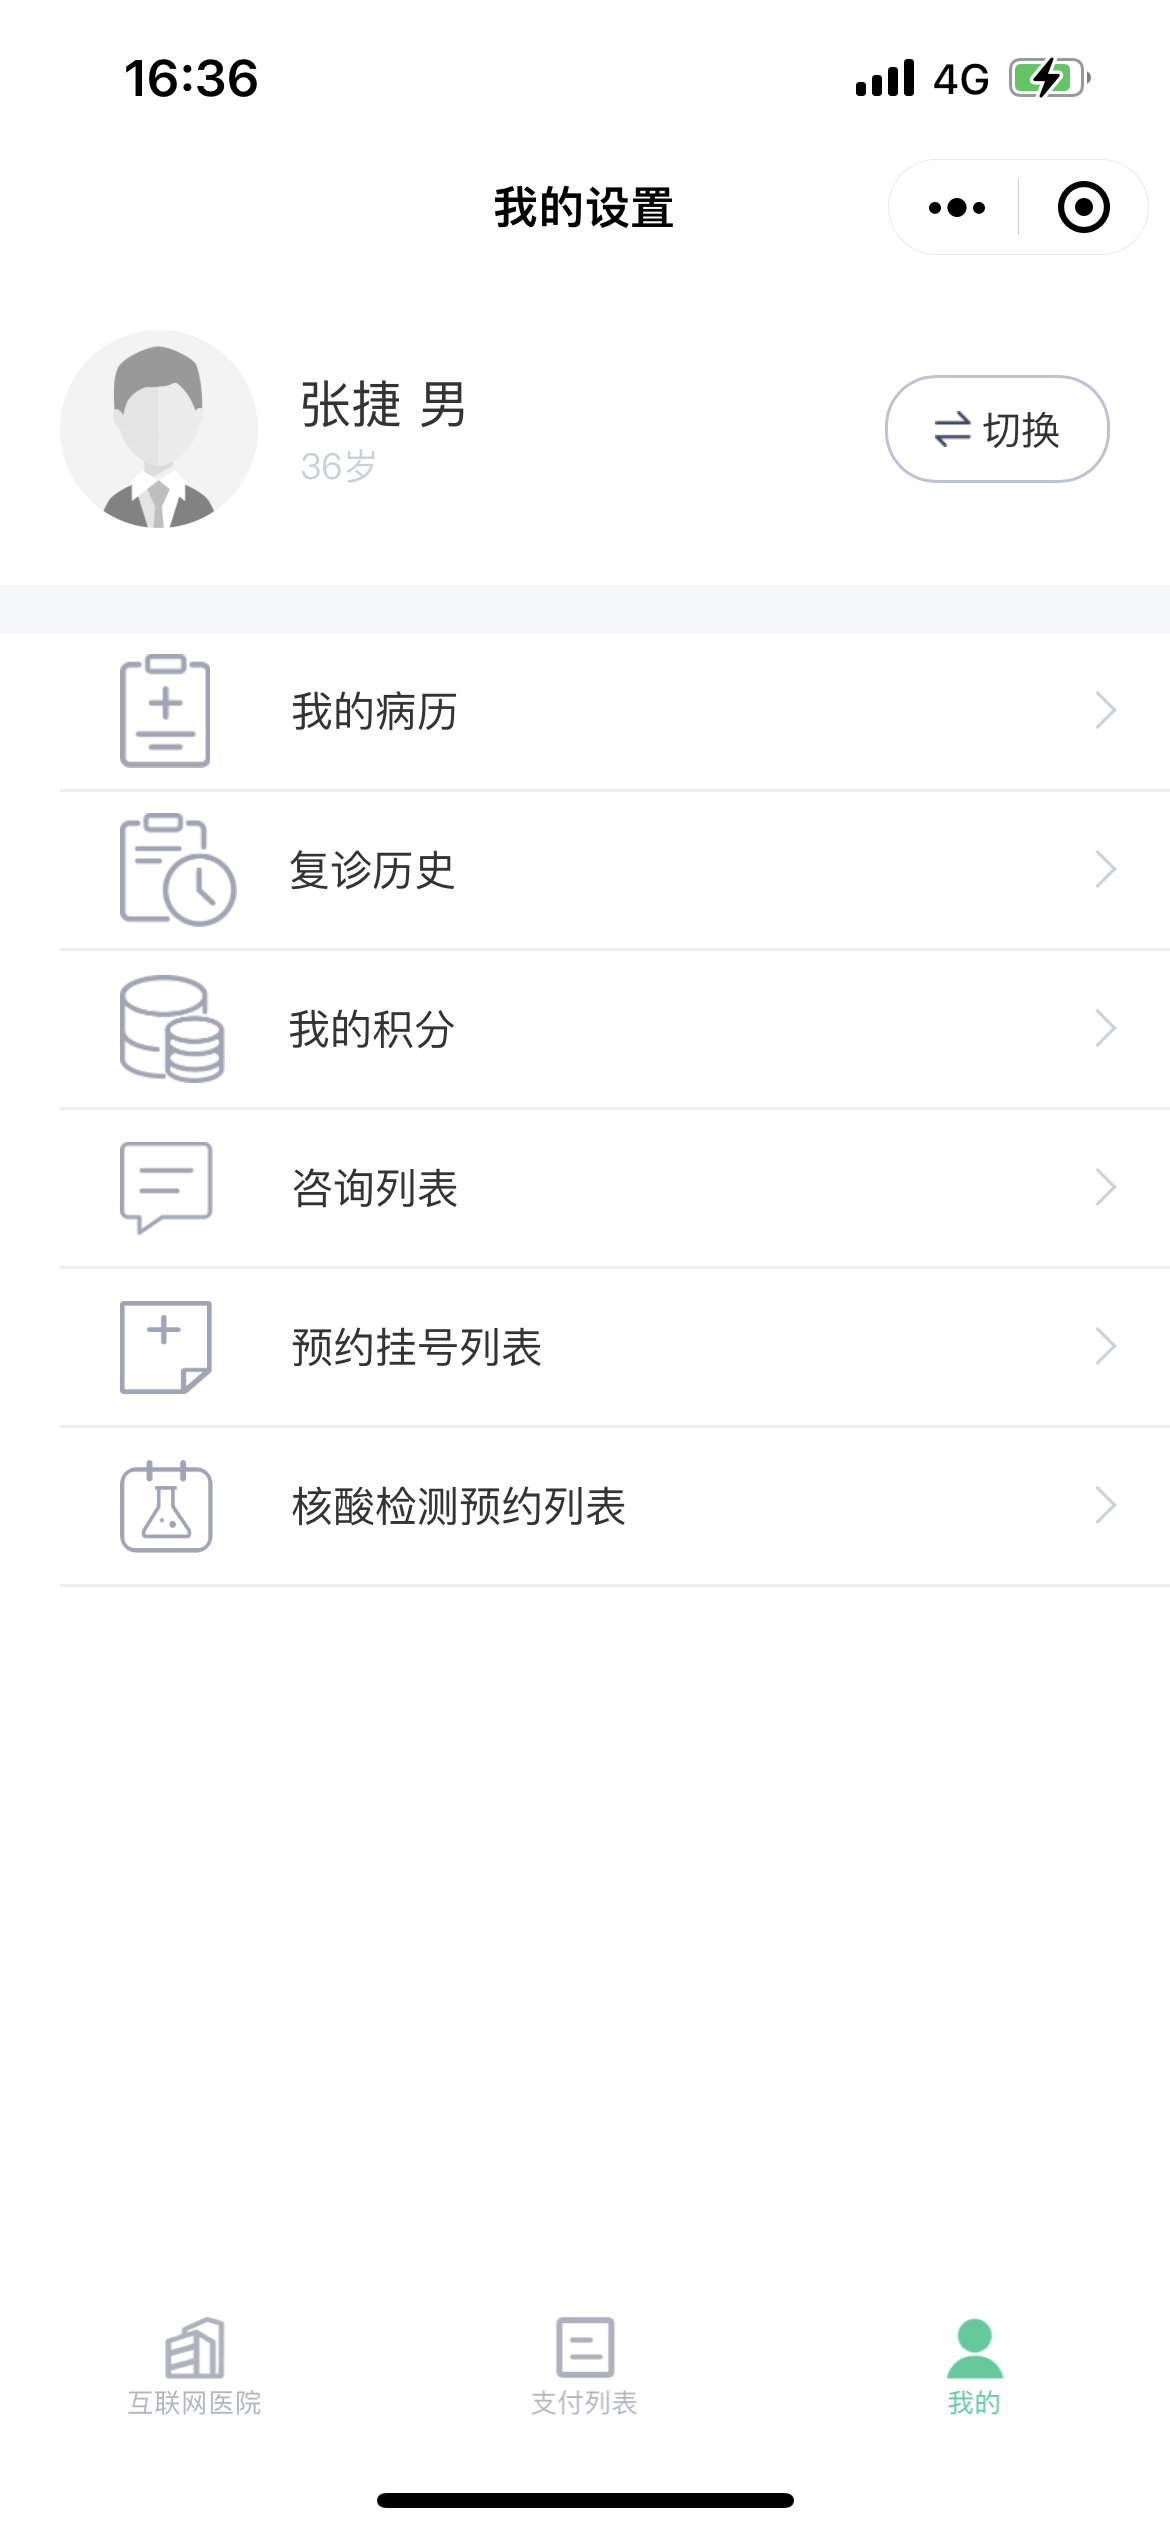 16:36
4G
我的设置
张捷 男
36岁
切换
我的病历
复诊历史
我的积分
咨询列表
预约挂号列表
核酸检测预约列表
互联网医院
支付列表
我的